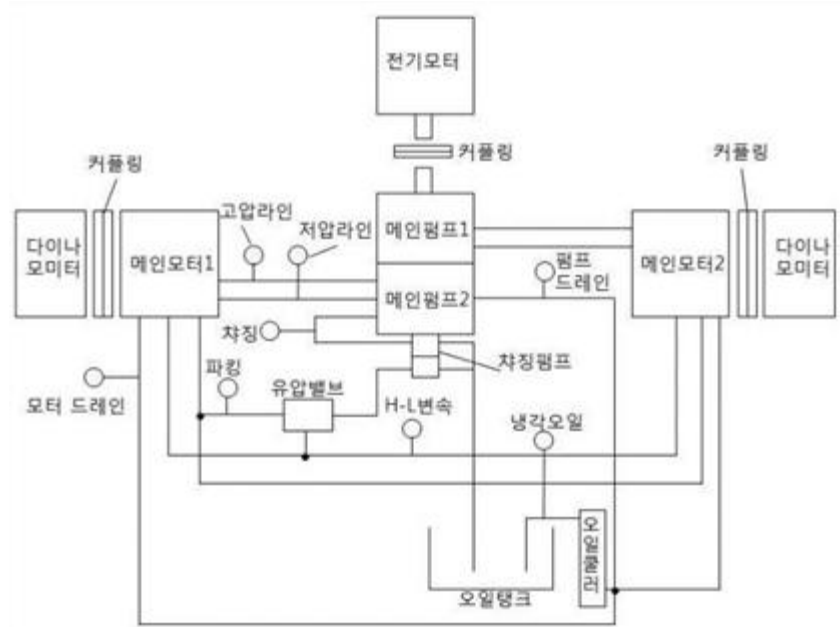 전기모터
커플링
커플링
커플링
고압라인
저압라인
메인펌프1
다이나
모미터
메인모터1
메인펌프2
펌프
드레인
메인모터2
다이나
모미터
챠징
챠징펌프
파킹
유압밸브
모터 드레인
H-L변속
냉각오일
오일쿨러
오일탱크